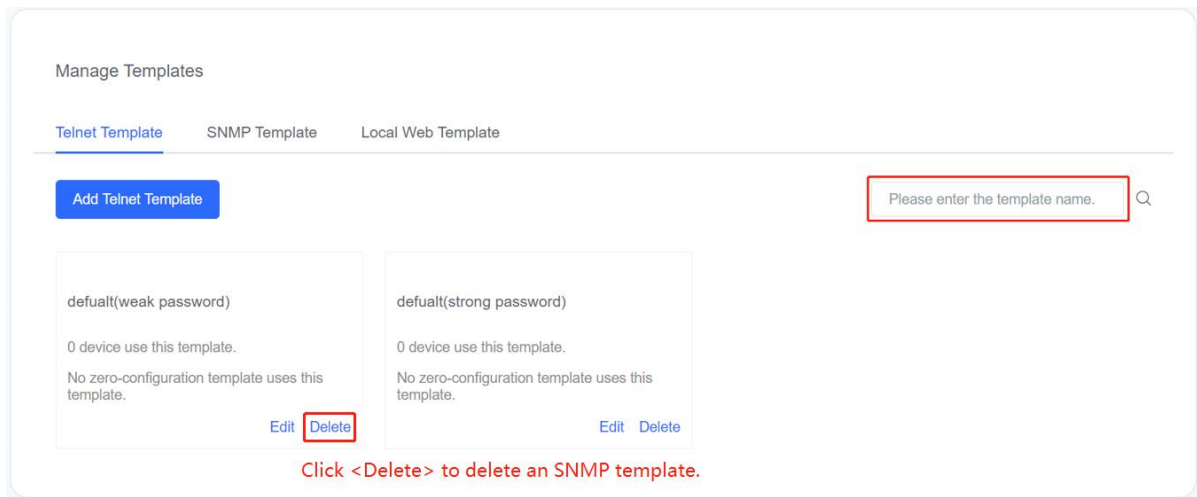 Manage Templates
Telnet Template SNMP Template Local Web Template
Add Telnet Template
Please enter the template name.
defualt(weak password)
0 device use this template.
No zero-configuration template uses this
template.
Edit Delete
defualt(strong password)
0 device use this template.
No zero-configuration template uses this
template.
Edit Delete
Click <Delete> to delete an SNMP template.